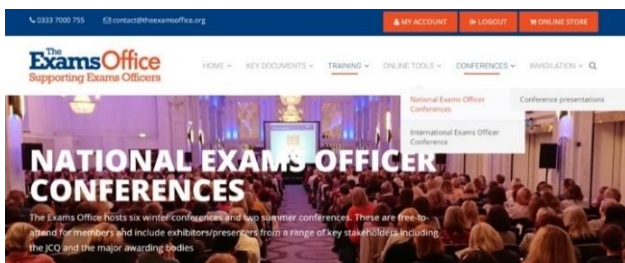 0333 7000 755 contact@theexamsoffice.org MY ACCOUNT LOGOUT ONLINE STORE
The
ExamsOffice
Supporting Exams Officers
HOME KEY DOCUMENTS TRAINING ONLINE TOOLS CONFERENCES INVIGILATION
National Exams Officer
Conferences
Conference presentations
International Exams Officer
Conference
NATIONAL EXAMS OFFICER
CONFERENCES
The Exams Office hosts six winter conferences and two summer conferences. These are free-to-
attend for members and include exhibitors/presenters from a range of key stakeholders including
the JCQ and the major awarding bodies